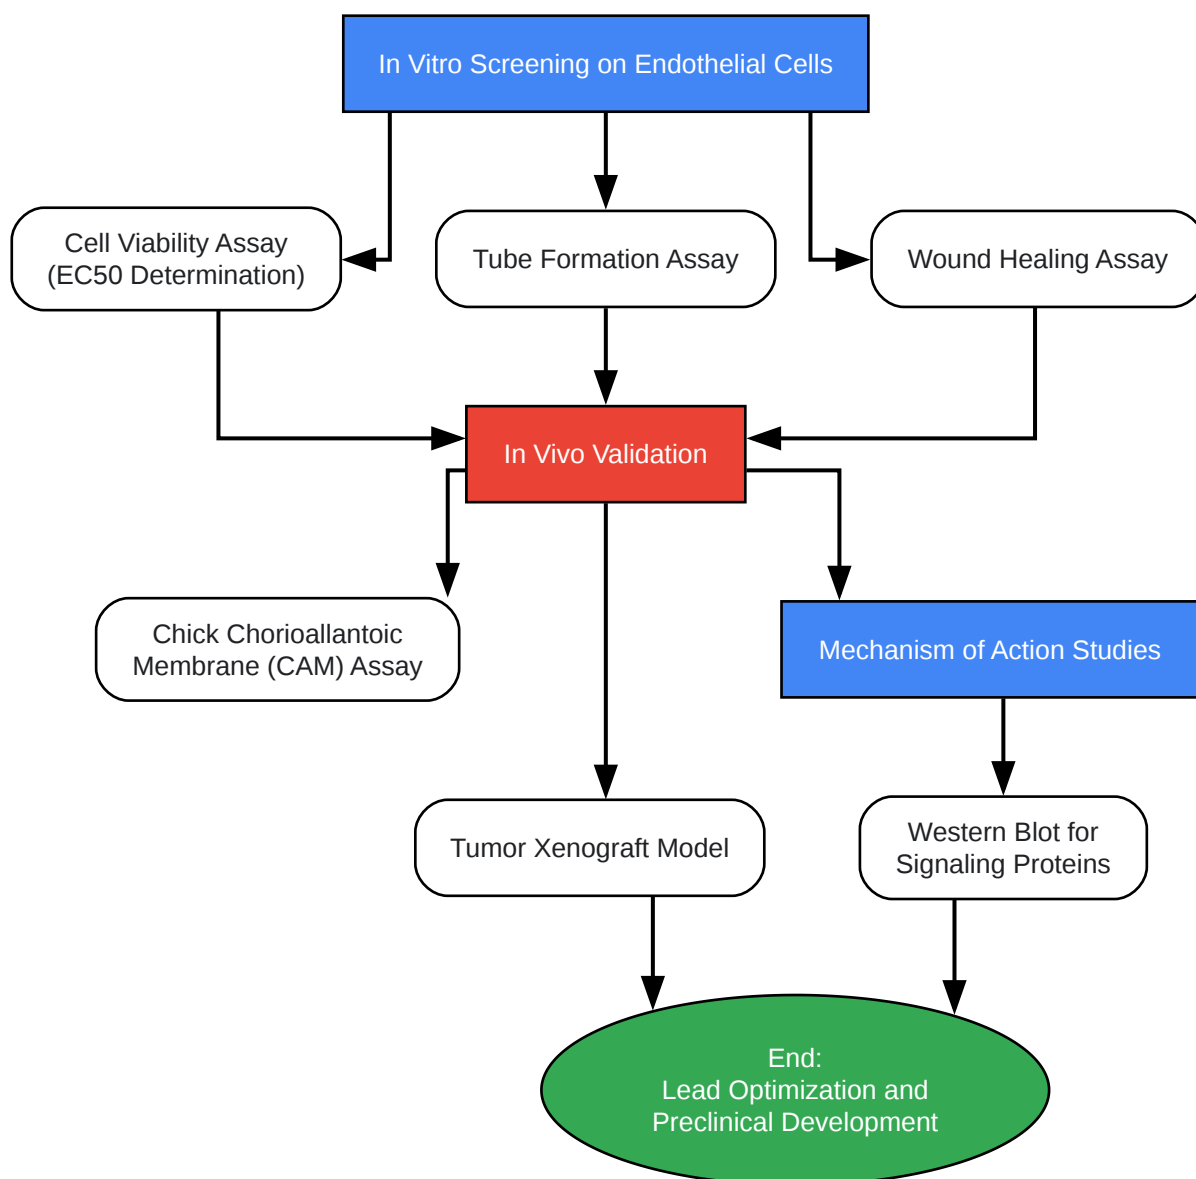 In Vitro Screening on Endothelial Cells
Cell Viability Assay
(EC50 Determination)
Tube Formation Assay
Wound Healing Assay
In Vivo Validation
Chick Chorioallantoic
Membrane (CAM) Assay
Mechanism of Action Studies
Tumor Xenograft Model
Western Blot for
Signaling Proteins
End:
Lead Optimization and
Preclinical Development